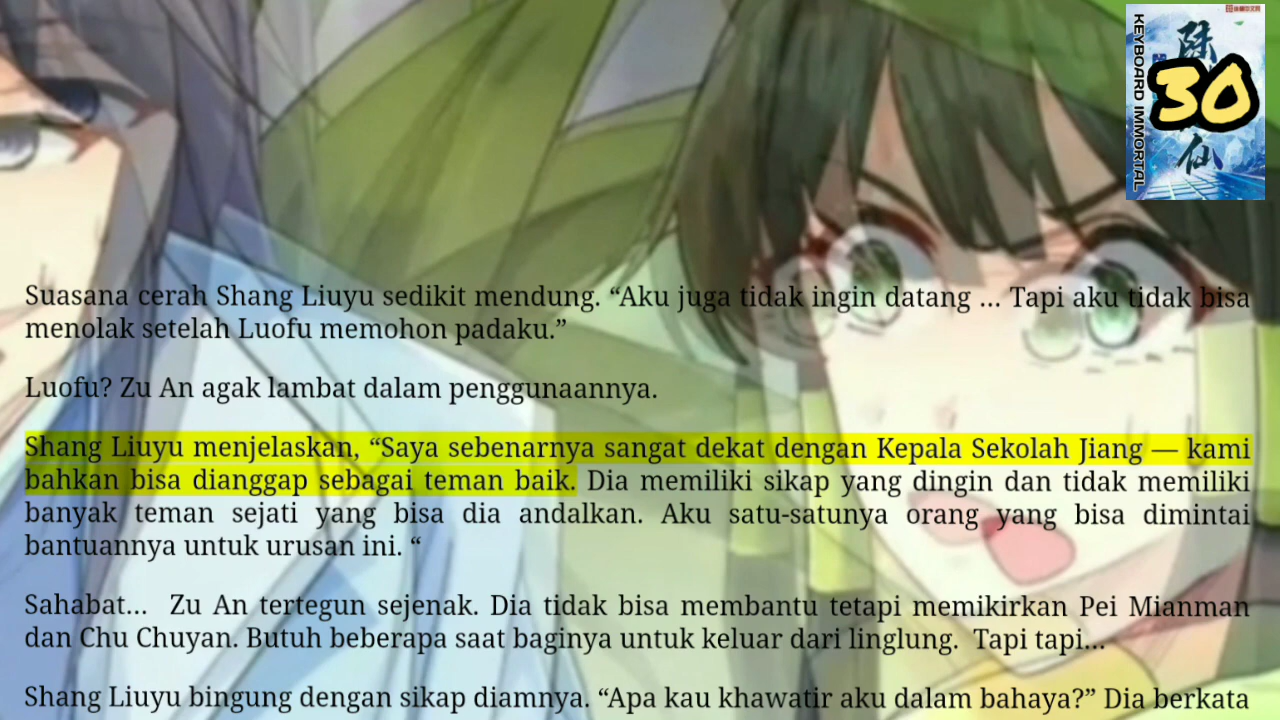 KEYBOARD IMMORTAL
30
仙
Suasana cerah Shang Liuyu sedikit mendung. “Aku juga tidak ingin datang … Tapi aku tidak bisa
menolak setelah Luofu memohon padaku.”
Luofu? Zu An agak lambat dalam penggunaannya.
Shang Liuyu menjelaskan, “Saya sebenarnya sangat dekat dengan Kepala Sekolah Jiang — kami
bahkan bisa dianggap sebagai teman baik. Dia memiliki sikap yang dingin dan tidak memiliki
banyak teman sejati yang bisa dia andalkan. Aku satu-satunya orang yang bisa dimintai
bantuannya untuk urusan ini. “
Sahabat… Zu An tertegun sejenak. Dia tidak bisa membantu tetapi memikirkan Pei Mianman
dan Chu Chuyan. Butuh beberapa saat baginya untuk keluar dari linglung. Tapi tapi…
Shang Liuyu bingung dengan sikap diamnya. “Apa kau khawatir aku dalam bahaya?” Dia berkata